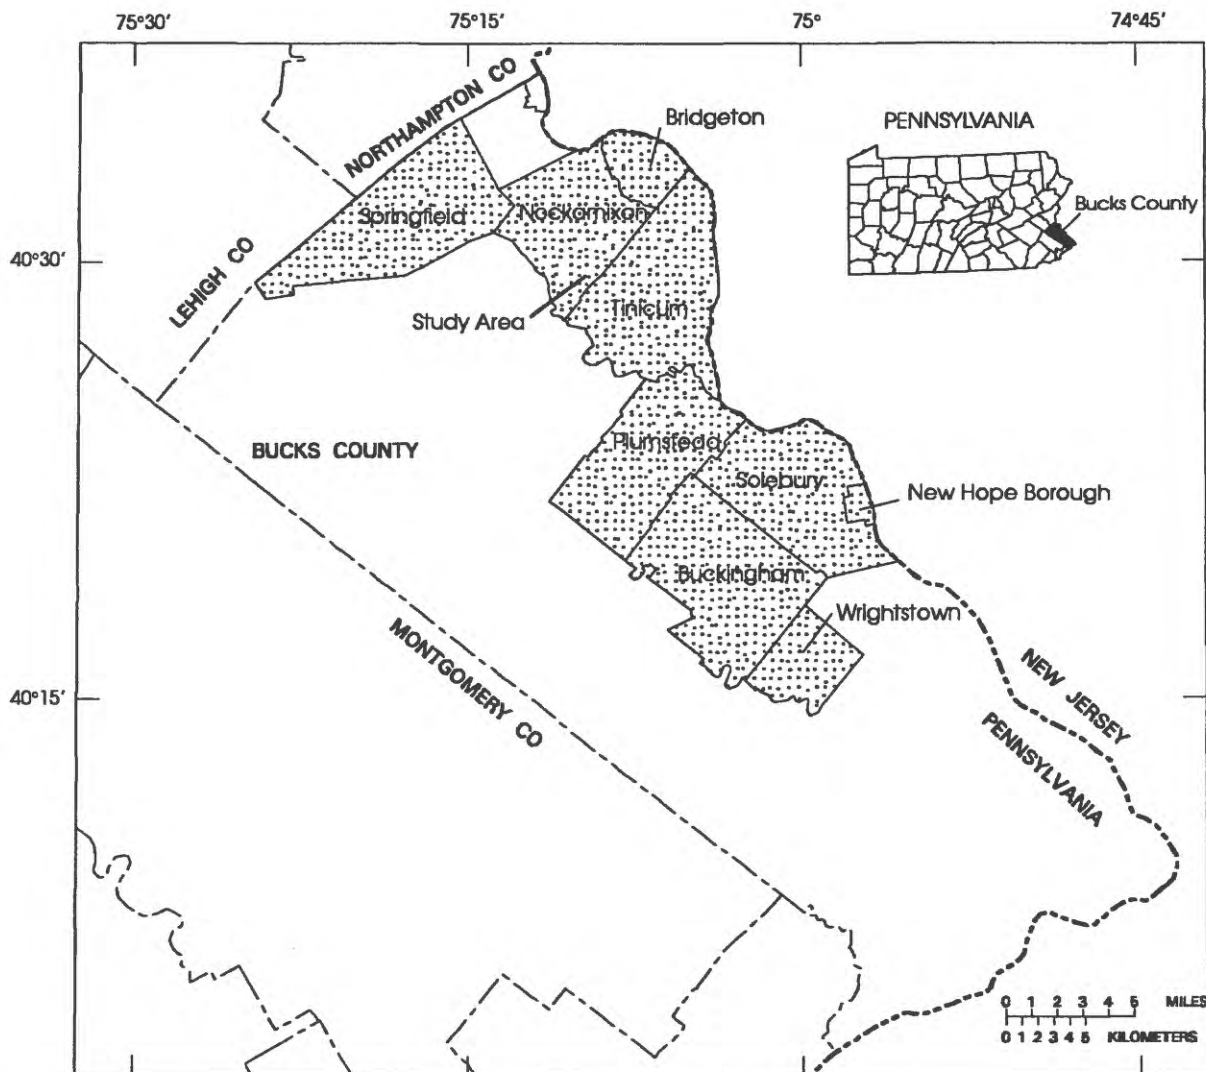 75°30′
75°15′
75°
74°45′
NORTHAMPTON CO
Bridgeton
PENNSYLVANIA
Springfield
Nockamixon
Bucks County
40°30′
LEHIGH CO
Study Area
Tinicum
BUCKS COUNTY
Plumstead
Solebury
New Hope Borough
Buckingham
Wrightstown
MONTGOMERY CO
NEW JERSEY
40°15′
PENNSYLVANIA
0 1 2 3 4 5 MILES
0 1 2 3 4 5 KILOMETERS